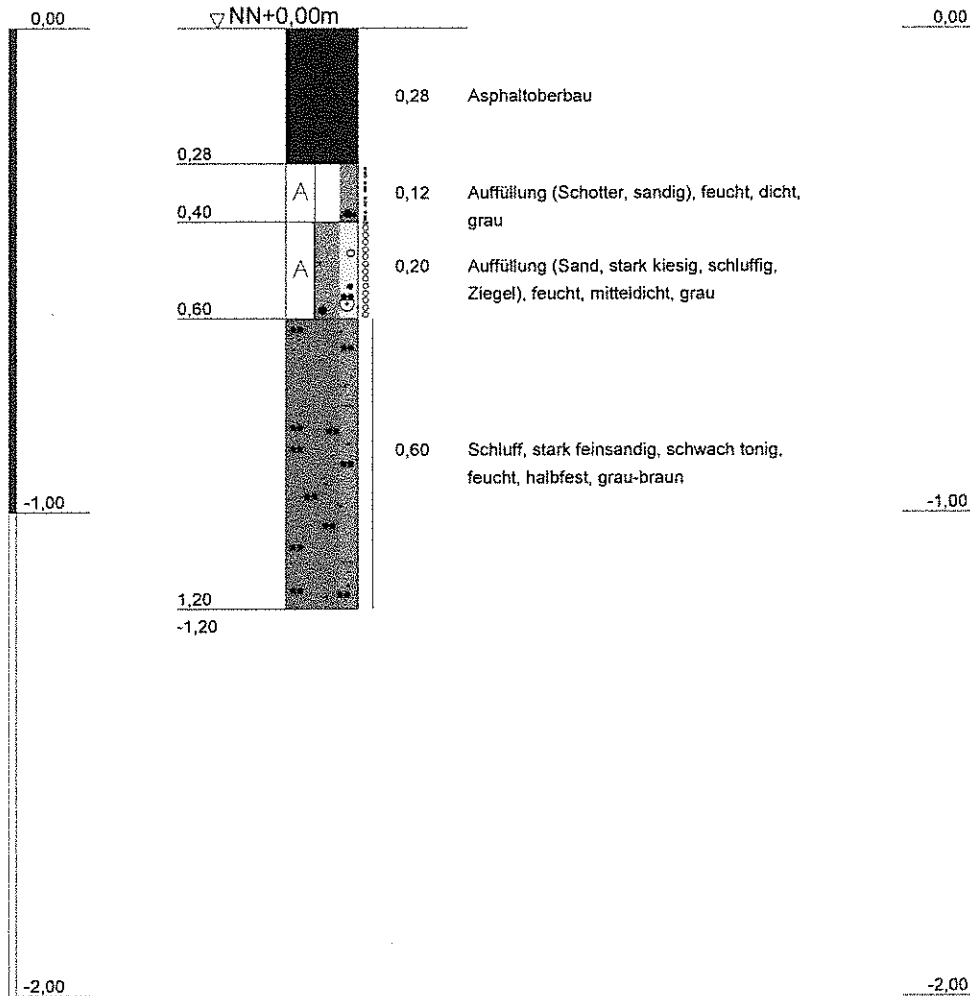 0,00
NN+0,00m
0,00
0,28 Asphaltoberbau
0,28
A
0,12 Auffüllung (Schotter, sandig), feucht, dicht,
grau
0,40
A
0,20 Auffüllung (Sand, stark kiesig, schluffig,
Ziegel), feucht, mitteldicht, grau
0,60
0,60 Schluff, stark feinsandig, schwach tonig,
feucht, halbfest, grau-braun
-1,00
-1,00
1,20
-1,20
-2,00
-2,00